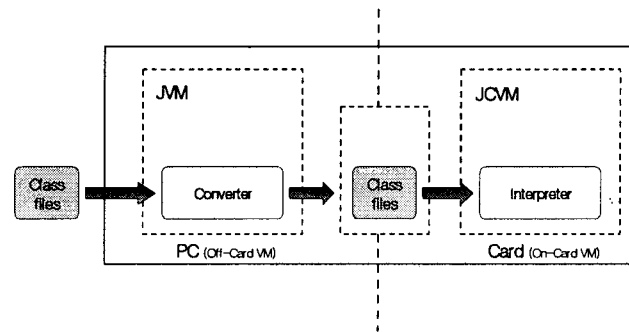 JVM
JCVM
Class
files
Converter
Class
files
Interpreter
PC (Off-Card VM)
Card (On-Card VM)